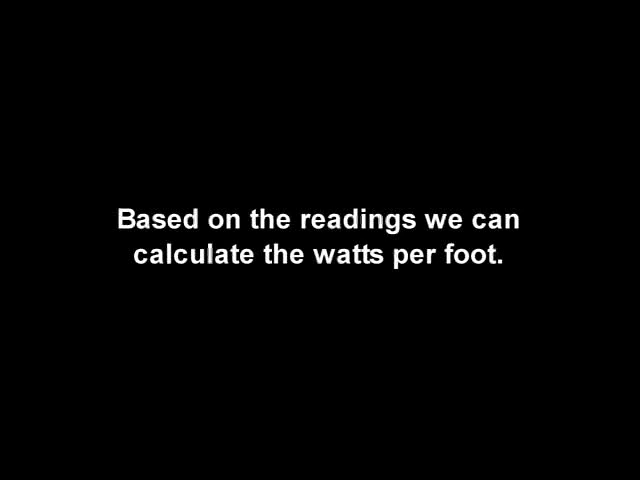 Based on the readings we can
calculate the watts per foot.